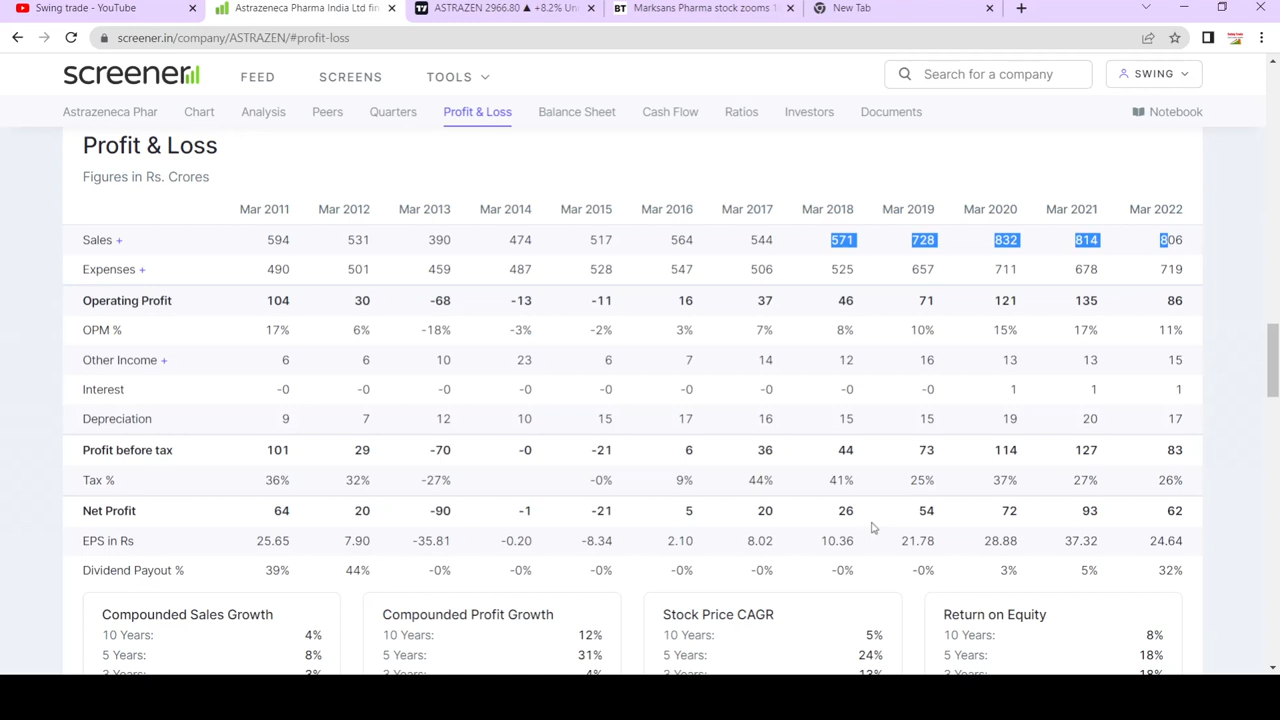 Swing trade - YouTube
Astrazeneca Pharma India Ltd fin
ASTRAZEN 2966.80 ▲ +8.2% Un
BT Marksans Pharma stock zooms 1
New Tab
screener.in/company/ASTRAZEN/#profit-loss
screener FEED SCREENS TOOLS Search for a company SWING
Astrazeneca Phar Chart Analysis Peers Quarters Profit & Loss Balance Sheet Cash Flow Ratios Investors Documents Notebook
Profit & Loss
Figures in Rs. Crores
Mar 2011 Mar 2012 Mar 2013 Mar 2014 Mar 2015 Mar 2016 Mar 2017 Mar 2018 Mar 2019 Mar 2020 Mar 2021 Mar 2022
Sales + 594 531 390 474 517 564 544 571 728 832 814 806
Expenses + 490 501 459 487 528 547 506 525 657 711 678 719
Operating Profit 104 30 -68 -13 -11 16 37 46 71 121 135 86
OPM % 17% 6% -18% -3% -2% 3% 7% 8% 10% 15% 17% 11%
Other Income + 6 6 10 23 6 7 14 12 16 13 13 15
Interest -0 -0 -0 -0 -0 -0 -0 -0 -0 1 1 1
Depreciation 9 7 12 10 15 17 16 15 15 19 20 17
Profit before tax 101 29 -70 -0 -21 6 36 44 73 114 127 83
Tax % 36% 32% -27% -0% 9% 44% 41% 25% 37% 27% 26%
Net Profit 64 20 -90 -1 -21 5 20 26 54 72 93 62
EPS in Rs 25.65 7.90 -35.81 -0.20 -8.34 2.10 8.02 10.36 21.78 28.88 37.32 24.64
Dividend Payout % 39% 44% -0% -0% -0% -0% -0% -0% -0% 3% 5% 32%
Compounded Sales Growth
10 Years: 4%
5 Years: 8%
Compounded Profit Growth
10 Years: 12%
5 Years: 31%
Stock Price CAGR
10 Years: 5%
5 Years: 24%
Return on Equity
10 Years: 8%
5 Years: 18%